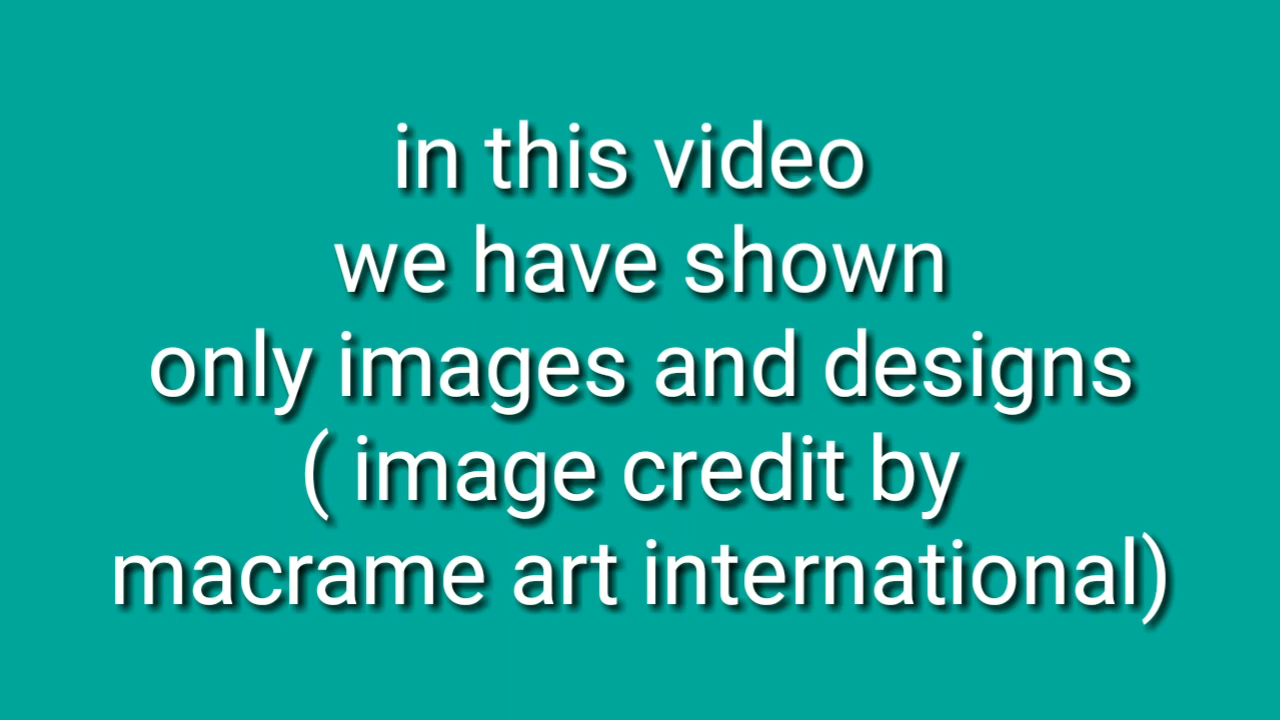 in this video
we have shown
only images and designs
( image credit by
macrame art international)